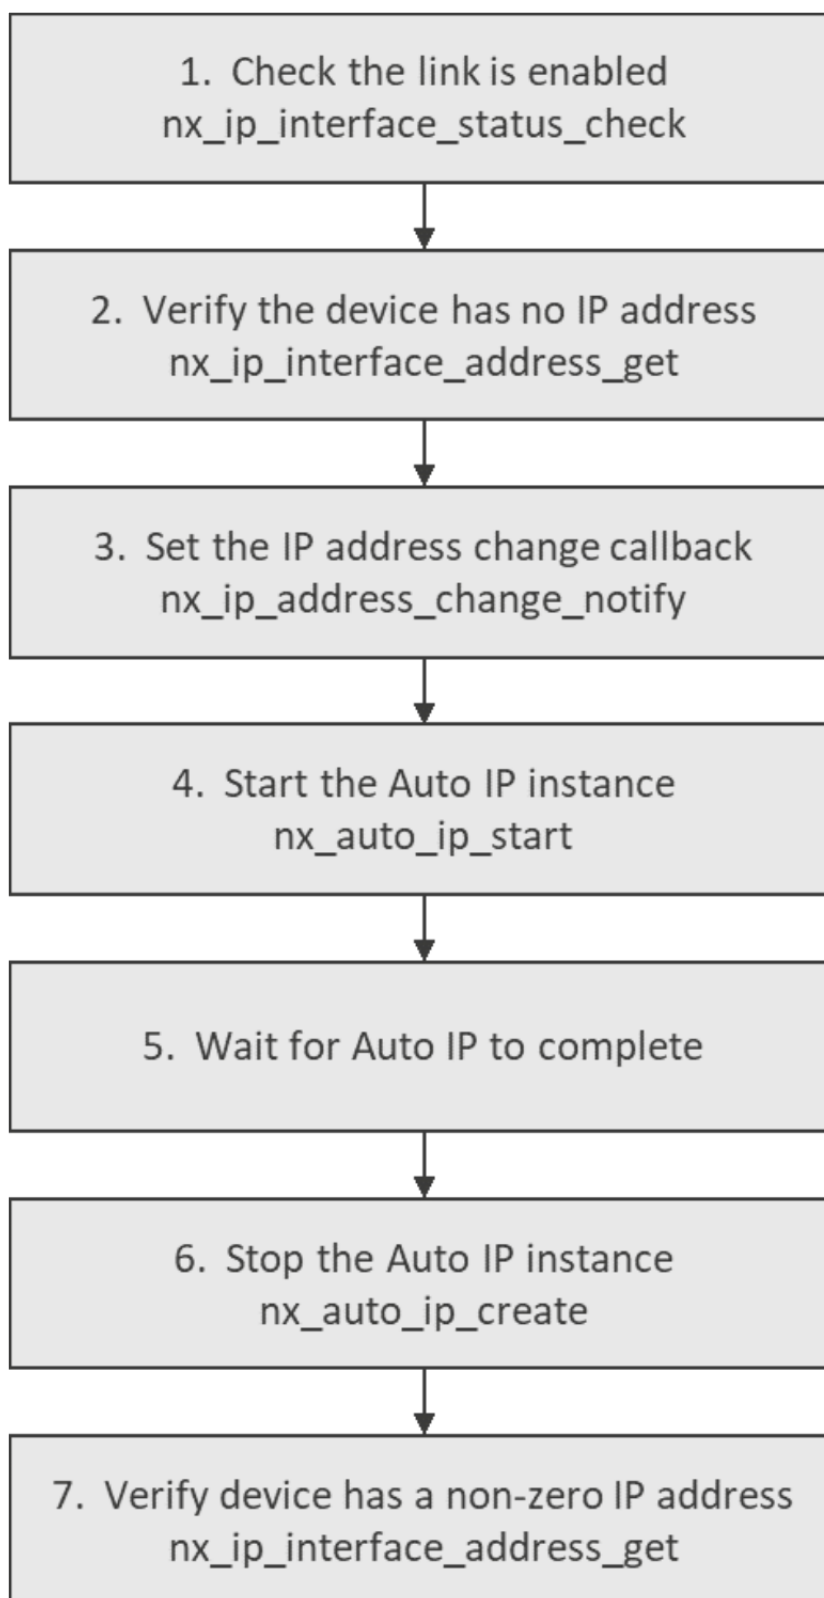 1. Check the link is enabled
nx_ip_interface_status_check
2. Verify the device has no IP address
nx_ip_interface_address_get
3. Set the IP address change callback
nx_ip_address_change_notify
4. Start the Auto IP instance
nx_auto_ip_start
5. Wait for Auto IP to complete
6. Stop the Auto IP instance
nx_auto_ip_create
7. Verify device has a non-zero IP address
nx_ip_interface_address_get